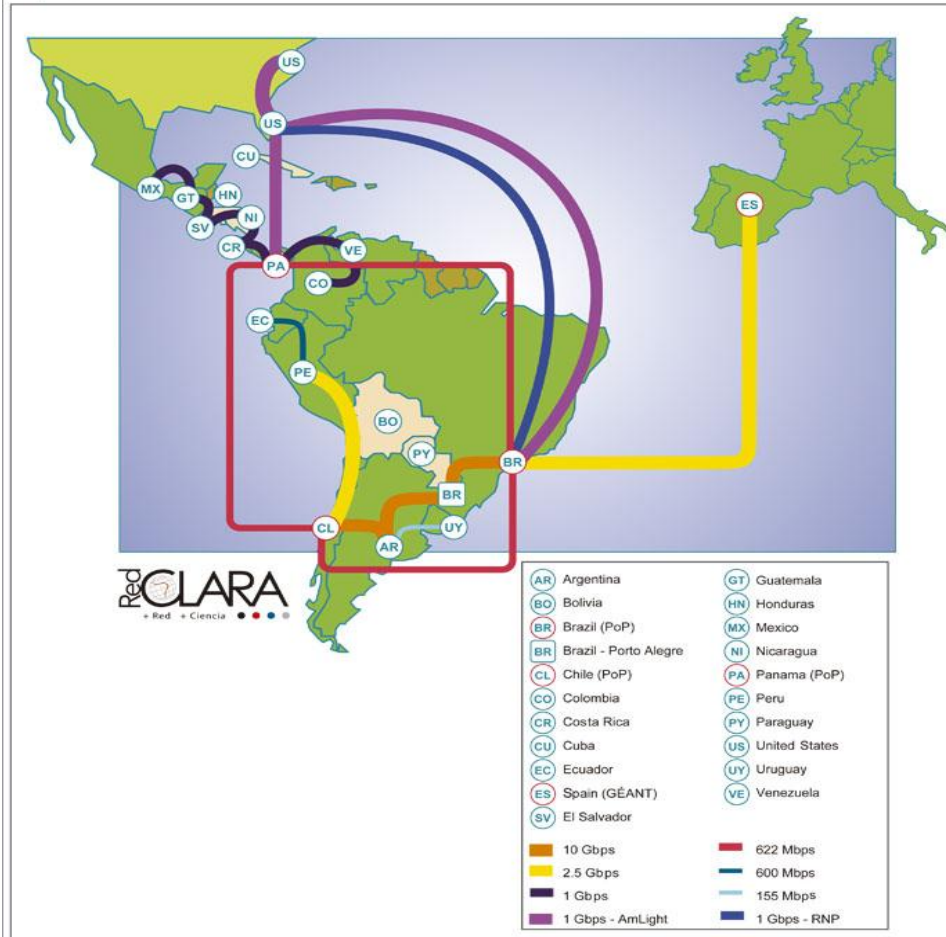 US
US
CU
MX
GT
HN
SV
NI
CR
PA
VE
CO
EC
PE
BO
PY
BR
BR
CL
AR
UY
ES
Red CLARA
+ Red + Ciencia
AR Argentina
BO Bolivia
BR Brazil (PoP)
BR Brazil - Porto Alegre
CL Chile (PoP)
CO Colombia
CR Costa Rica
CU Cuba
EC Ecuador
ES Spain (GÉANT)
SV El Salvador
GT Guatemala
HN Honduras
MX Mexico
NI Nicaragua
PA Panama (PoP)
PE Peru
PY Paraguay
US United States
UY Uruguay
VE Venezuela
10 Gbps
2.5 Gbps
1 Gbps
1 Gbps - AmLight
622 Mbps
600 Mbps
155 Mbps
1 Gbps - RNP